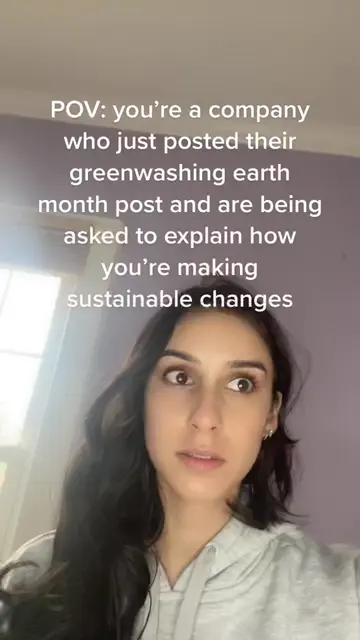 POV: you’re a company
who just posted their
greenwashing earth
month post and are being
asked to explain how
you’re making
sustainable changes